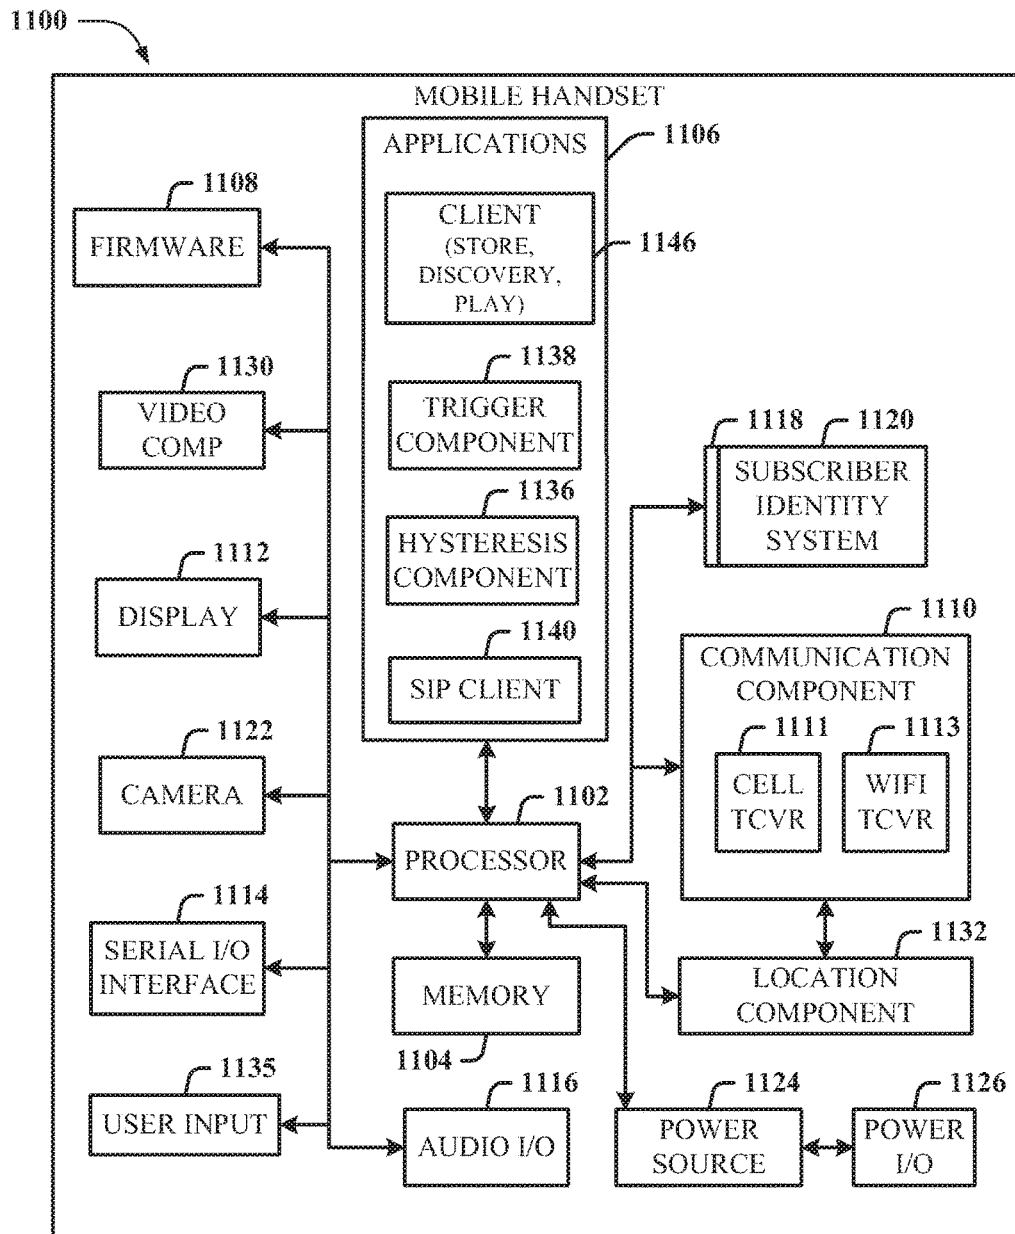 1100
MOBILE HANDSET
APPLICATIONS
1106
CLIENT
(STORE,
DISCOVERY,
PLAY)
1146
1138
TRIGGER
COMPONENT
1136
HYSTERESIS
COMPONENT
1140
SIP CLIENT
1108
FIRMWARE
1130
VIDEO
COMP
1112
DISPLAY
1122
CAMERA
1114
SERIAL I/O
INTERFACE
1135
USER INPUT
1102
PROCESSOR
MEMORY
1104
1116
AUDIO I/O
1118
1120
SUBSCRIBER
IDENTITY
SYSTEM
1110
COMMUNICATION
COMPONENT
1111
CELL
TCVR
1113
WIFI
TCVR
1132
LOCATION
COMPONENT
1124
POWER
SOURCE
1126
POWER
I/O